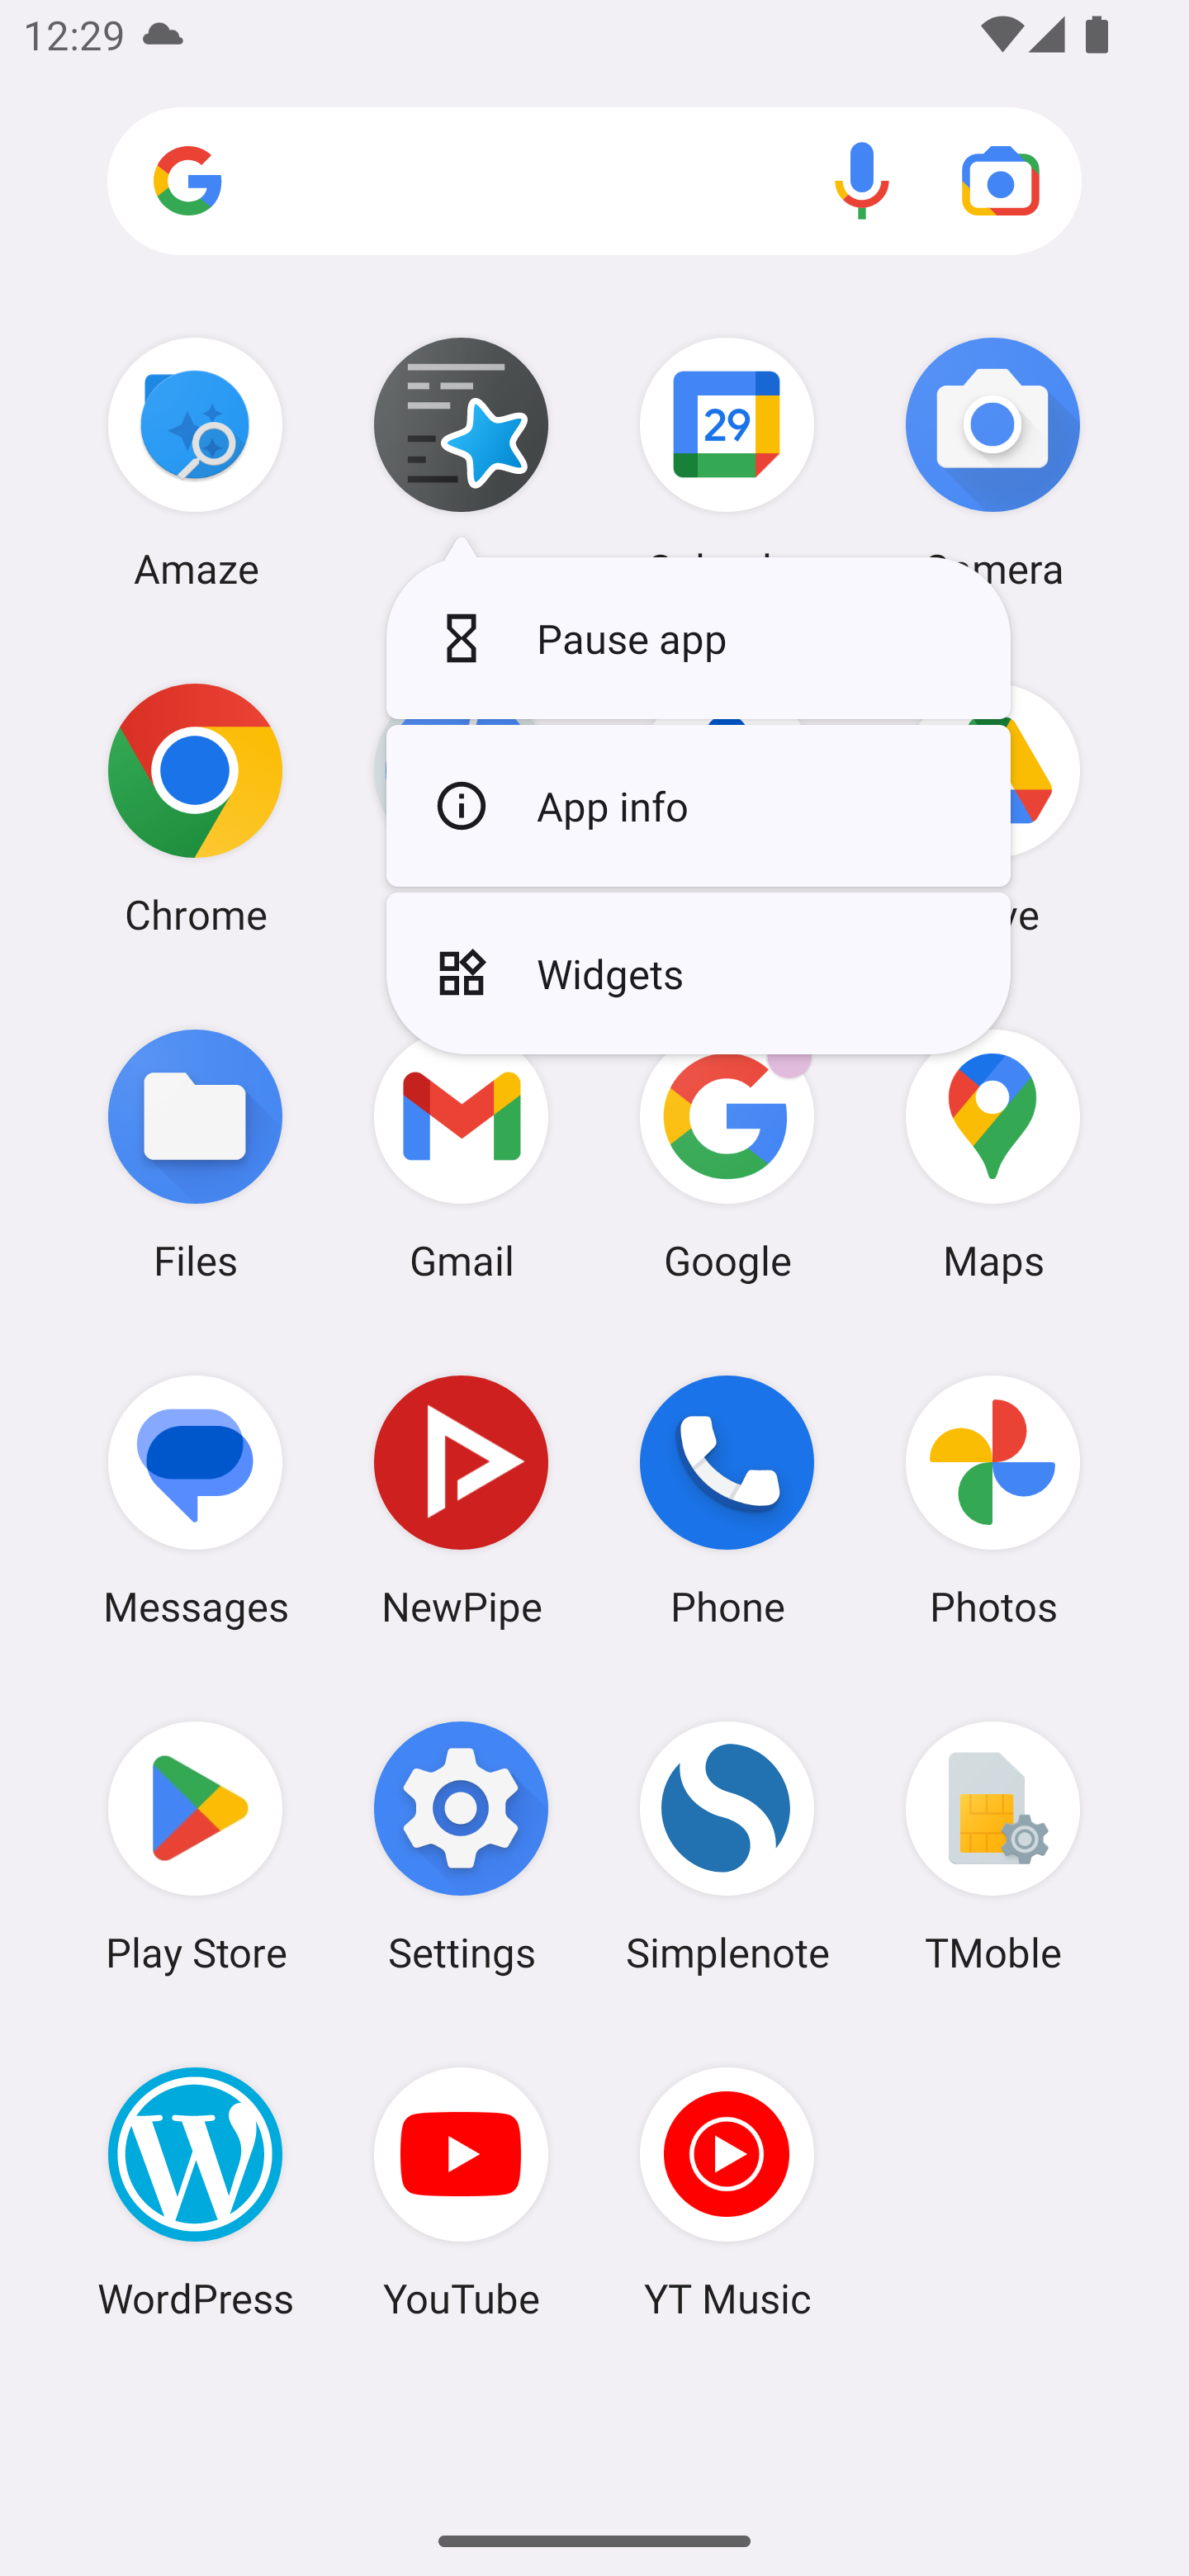 12:29
29
Amaze
Pause app
App info
Chrome
Widgets
Files
Gmail
Google
Maps
Messages
NewPipe
Phone
Photos
Play Store
Settings
Simplenote
TMoble
WordPress
YouTube
YT Music